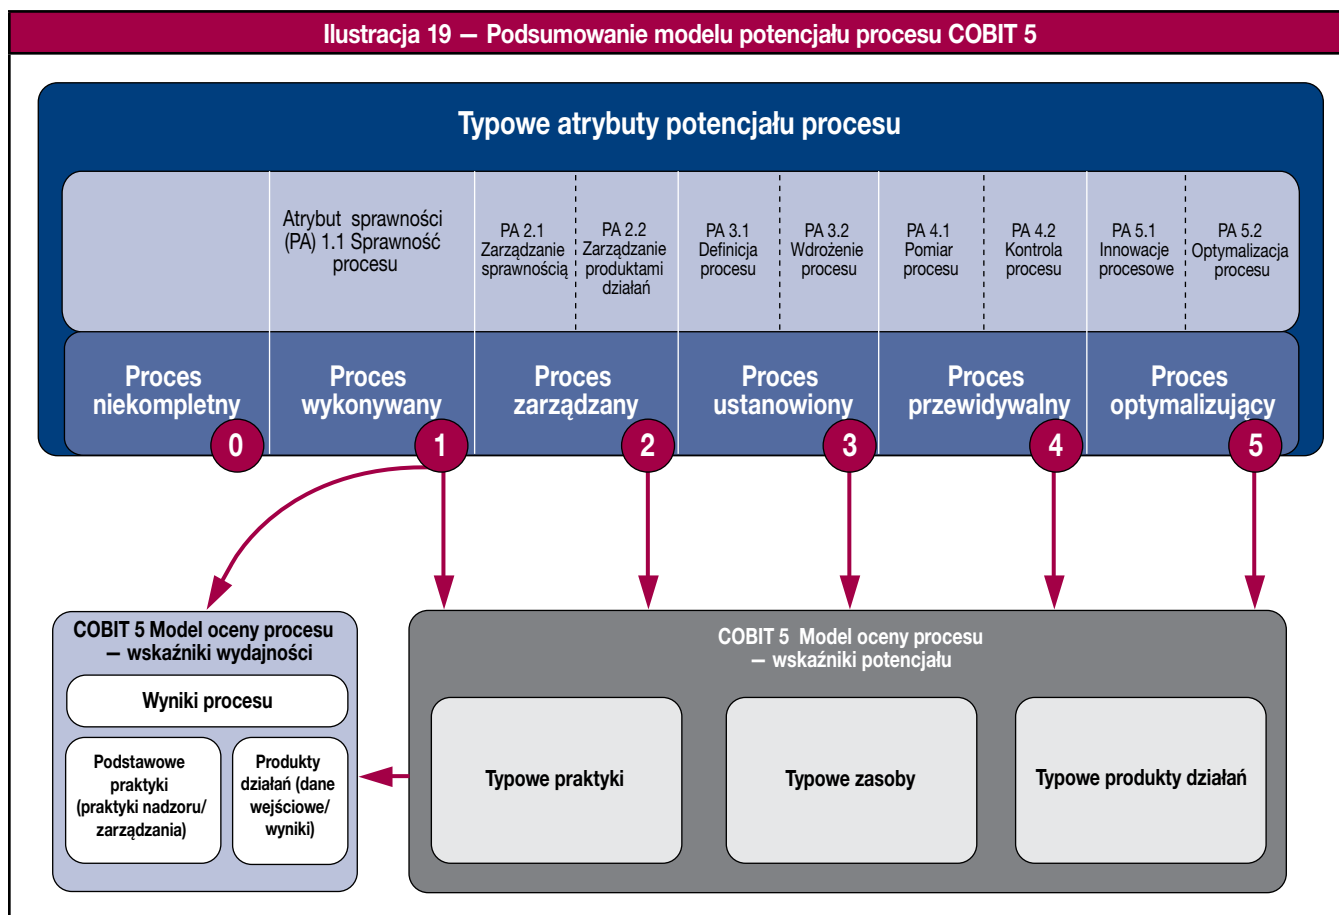 Ilustracja 19 — Podsumowanie modelu potencjału procesu COBIT 5
Typowe atrybuty potencjału procesu
Atrybut sprawności
(PA) 1.1 Sprawność
procesu
PA 2.1
Zarządzanie
sprawnością
PA 2.2
Zarządzanie
produktami
działań
PA 3.1
Definicja
procesu
PA 3.2
Wdrożenie
procesu
PA 4.1
Pomiar
procesu
PA 4.2
Kontrola
procesu
PA 5.1
Innowacje
procesowe
PA 5.2
Optymalizacja
procesu
Proces
niekompletny
0
Proces
wykonywany
1
Proces
zarządzany
2
Proces
ustanowiony
3
Proces
przewidywalny
4
Proces
optymalizujący
5
COBIT 5 Model oceny procesu
— wskaźniki wydajności
Wyniki procesu
Podstawowe
praktyki
(praktyki nadzoru/
zarządzania)
Produkty
działań (dane
wejściowe/
wyniki)
COBIT 5 Model oceny procesu
— wskaźniki potencjału
Typowe praktyki
Typowe zasoby
Typowe produkty działań